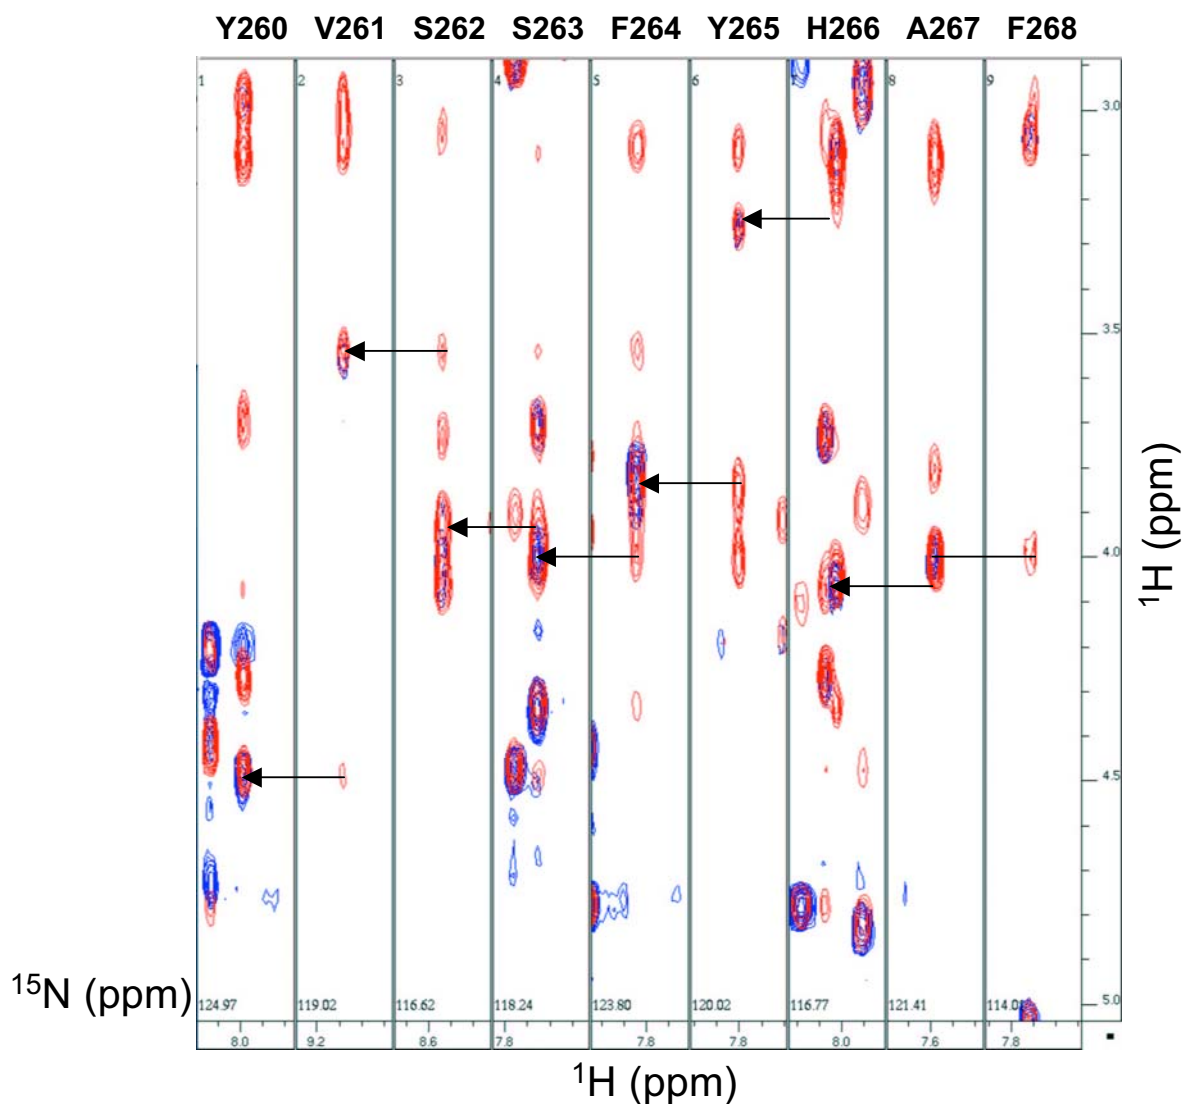 Y260 V261 S262 S263 F264 Y265 H266 A267 F268
1 2 3 4 5 6 8 9
3.0
3.5
4.0
4.5
5.0
¹H (ppm)
¹⁵N (ppm)
124.97 119.02 116.62 118.24 123.80 120.02 116.77 121.41
8.0 9.2 8.6 7.8 7.8 7.8 8.0 7.6 7.8
¹H (ppm)